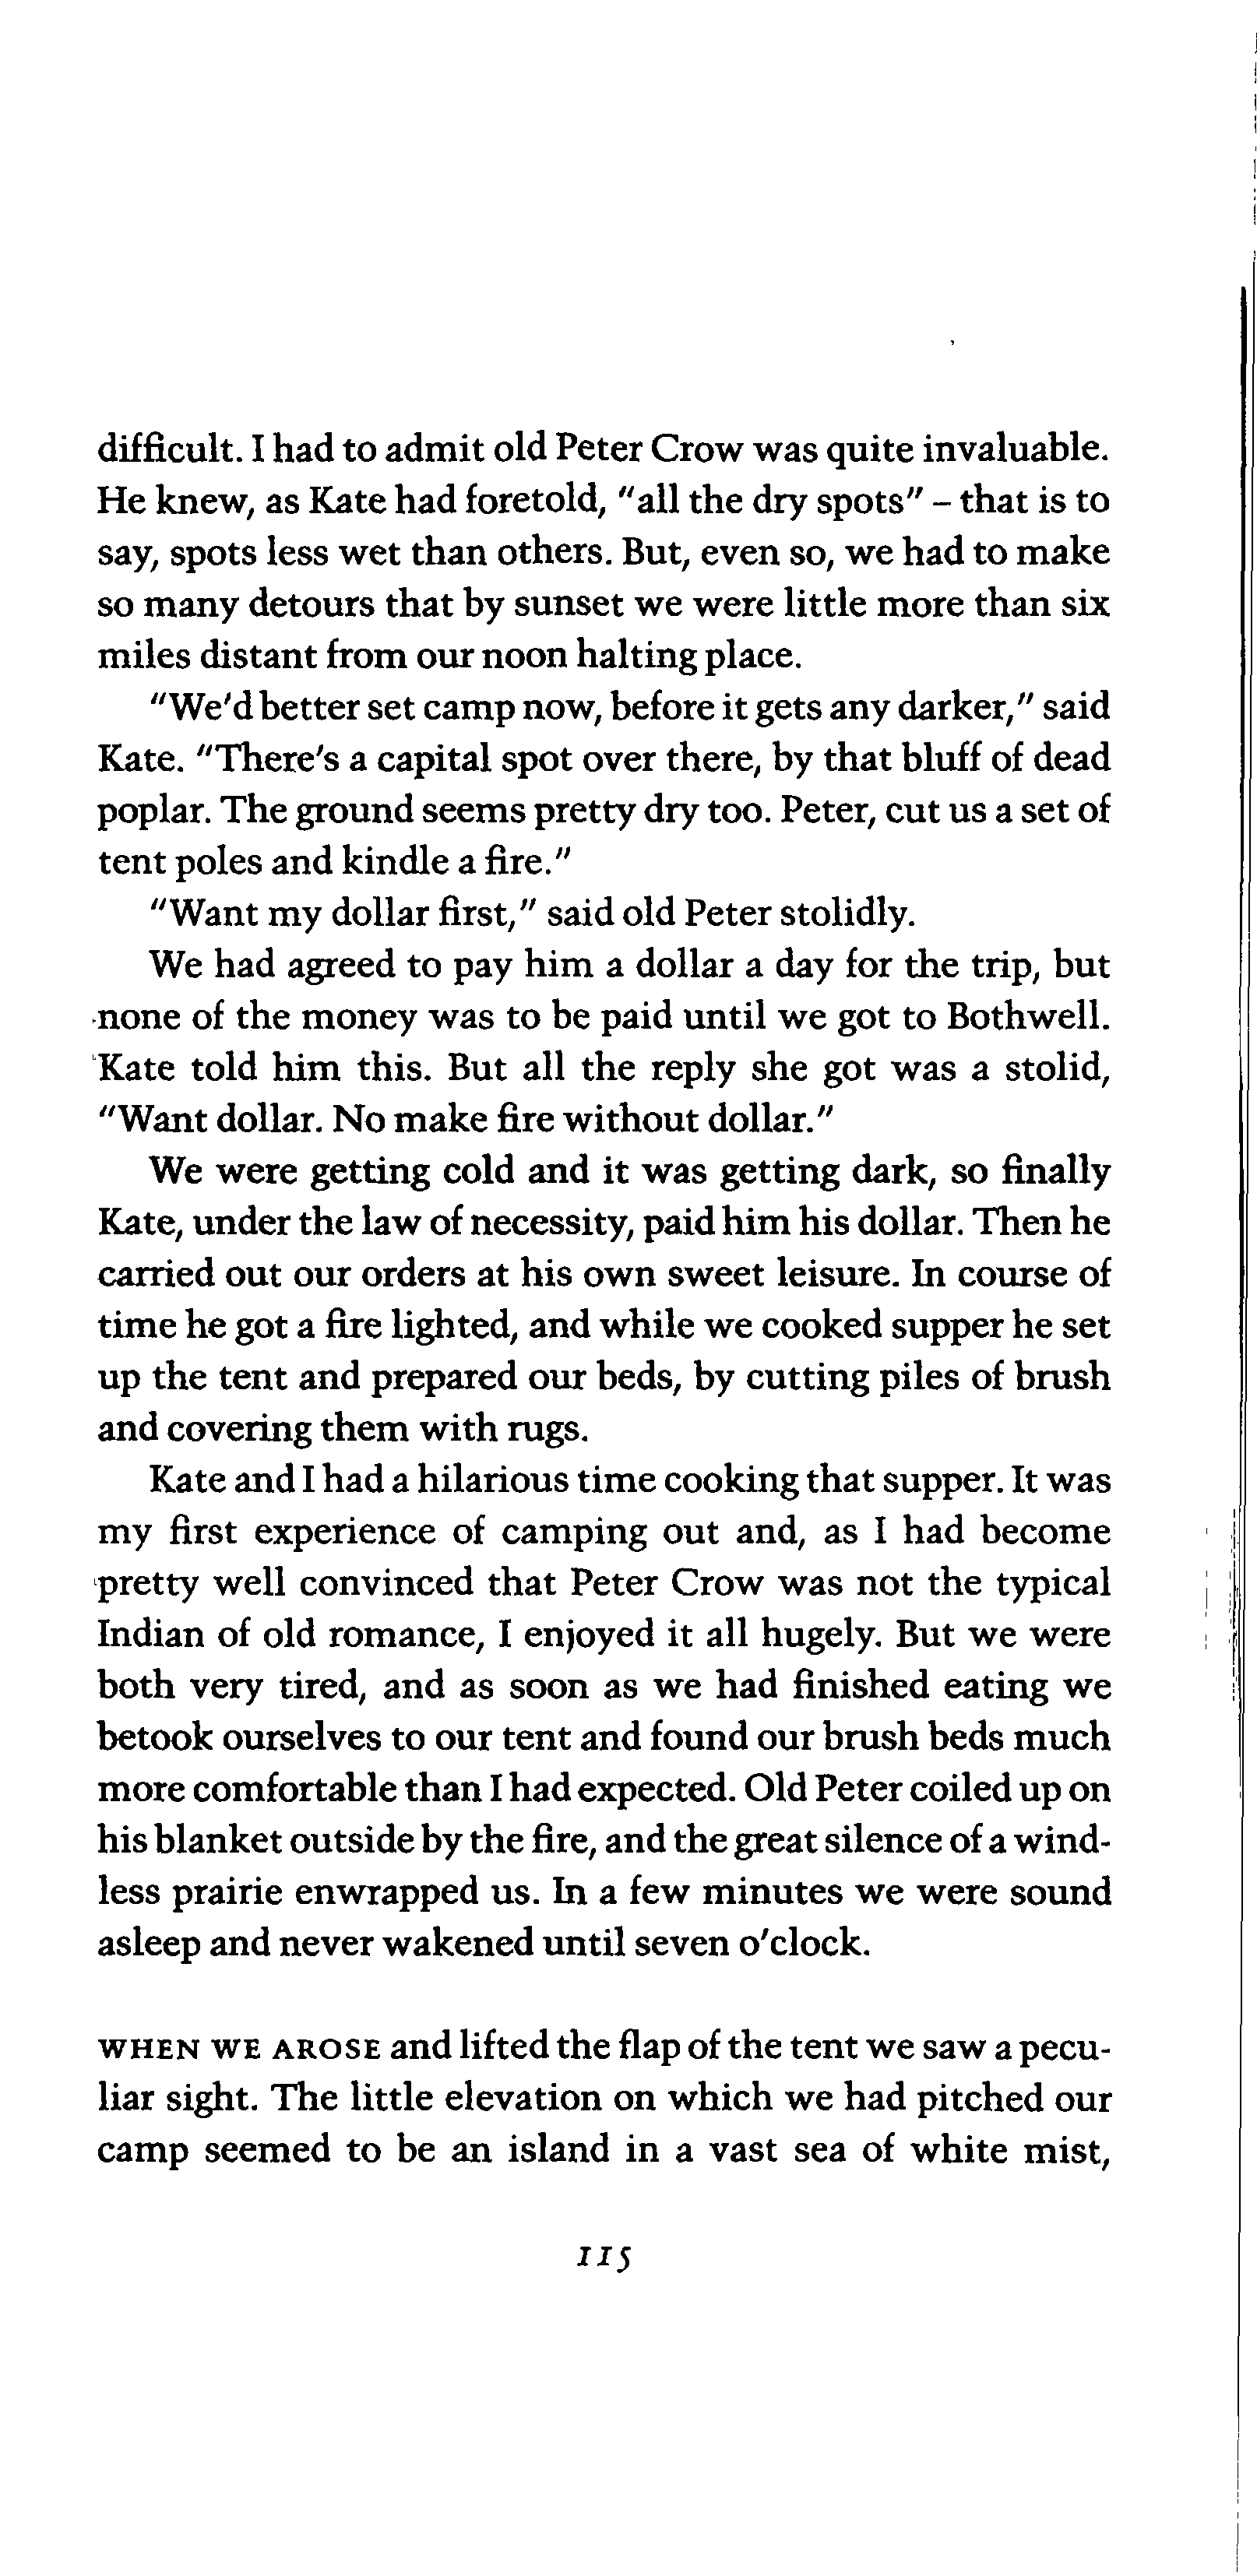 difficult. I had to admit old Peter Crow was quite invaluable.
He knew, as Kate had foretold, "all the dry spots" – that is to
say, spots less wet than others. But, even so, we had to make
so many detours that by sunset we were little more than six
miles distant from our noon halting place.
"We'd better set camp now, before it gets any darker," said
Kate. "There's a capital spot over there, by that bluff of dead
poplar. The ground seems pretty dry too. Peter, cut us a set of
tent poles and kindle a fire."
"Want my dollar first," said old Peter stolidly.
We had agreed to pay him a dollar a day for the trip, but
none of the money was to be paid until we got to Bothwell.
Kate told him this. But all the reply she got was a stolid,
"Want dollar. No make fire without dollar."
We were getting cold and it was getting dark, so finally
Kate, under the law of necessity, paid him his dollar. Then he
carried out our orders at his own sweet leisure. In course of
time he got a fire lighted, and while we cooked supper he set
up the tent and prepared our beds, by cutting piles of brush
and covering them with rugs.
Kate and I had a hilarious time cooking that supper. It was
my first experience of camping out and, as I had become
pretty well convinced that Peter Crow was not the typical
Indian of old romance, I enjoyed it all hugely. But we were
both very tired, and as soon as we had finished eating we
betook ourselves to our tent and found our brush beds much
more comfortable than I had expected. Old Peter coiled up on
his blanket outside by the fire, and the great silence of a wind-
less prairie enwrapped us. In a few minutes we were sound
asleep and never wakened until seven o'clock.
WHEN WE AROSE and lifted the flap of the tent we saw a pecu-
liar sight. The little elevation on which we had pitched our
camp seemed to be an island in a vast sea of white mist,
115